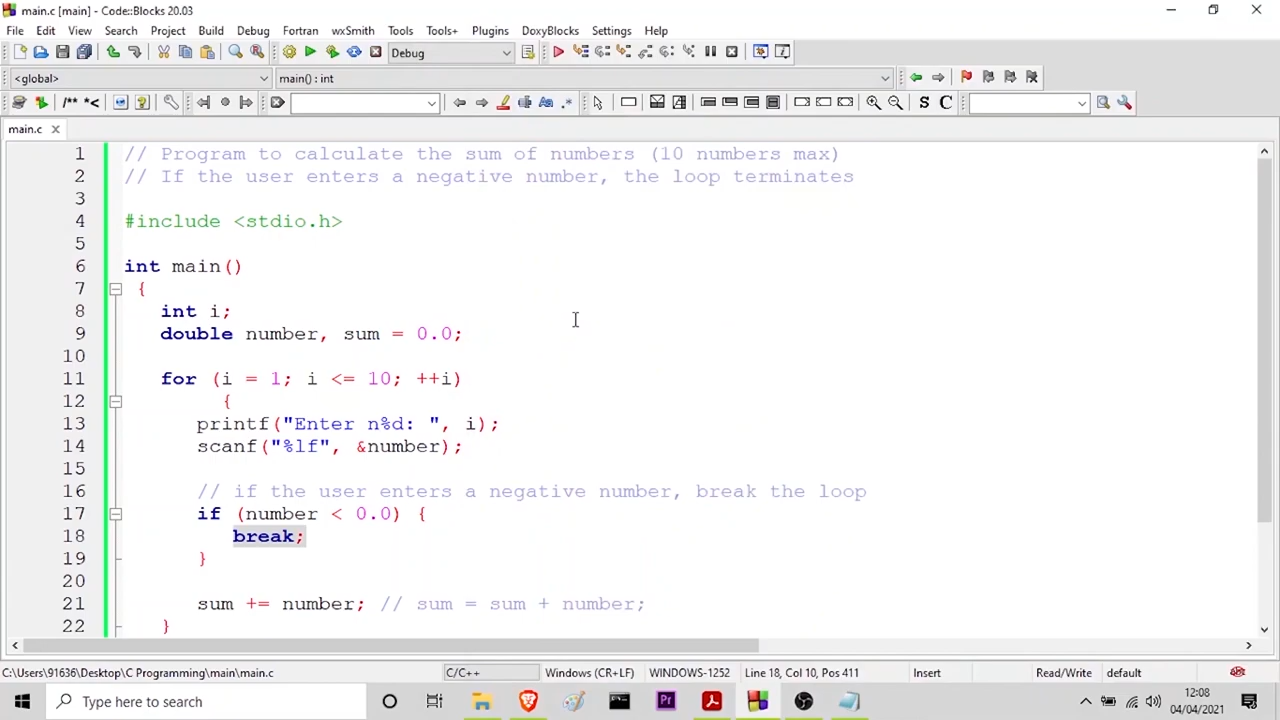 main.c [main] - Code::Blocks 20.03
File Edit View Search Project Build Debug Fortran wxSmith Tools Tools+ Plugins DoxyBlocks Settings Help
Debug
<global> main() : int
/** *< S C
main.c
1 // Program to calculate the sum of numbers (10 numbers max)
2 // If the user enters a negative number, the loop terminates
3
4 #include <stdio.h>
5
6 int main()
7 {
8 int i;
9 double number, sum = 0.0;
10
11 for (i = 1; i <= 10; ++i)
12 {
13 printf("Enter n%d: ", i);
14 scanf("%lf", &number);
15
16 // if the user enters a negative number, break the loop
17 if (number < 0.0) {
18 break;
19 }
20
21 sum += number; // sum = sum + number;
22 }
C:\Users\91636\Desktop\C Programming\main\main.c C/C++ Windows (CR+LF) WINDOWS-1252 Line 18, Col 10, Pos 411 Insert Read/Write default
Type here to search
12:08
04/04/2021